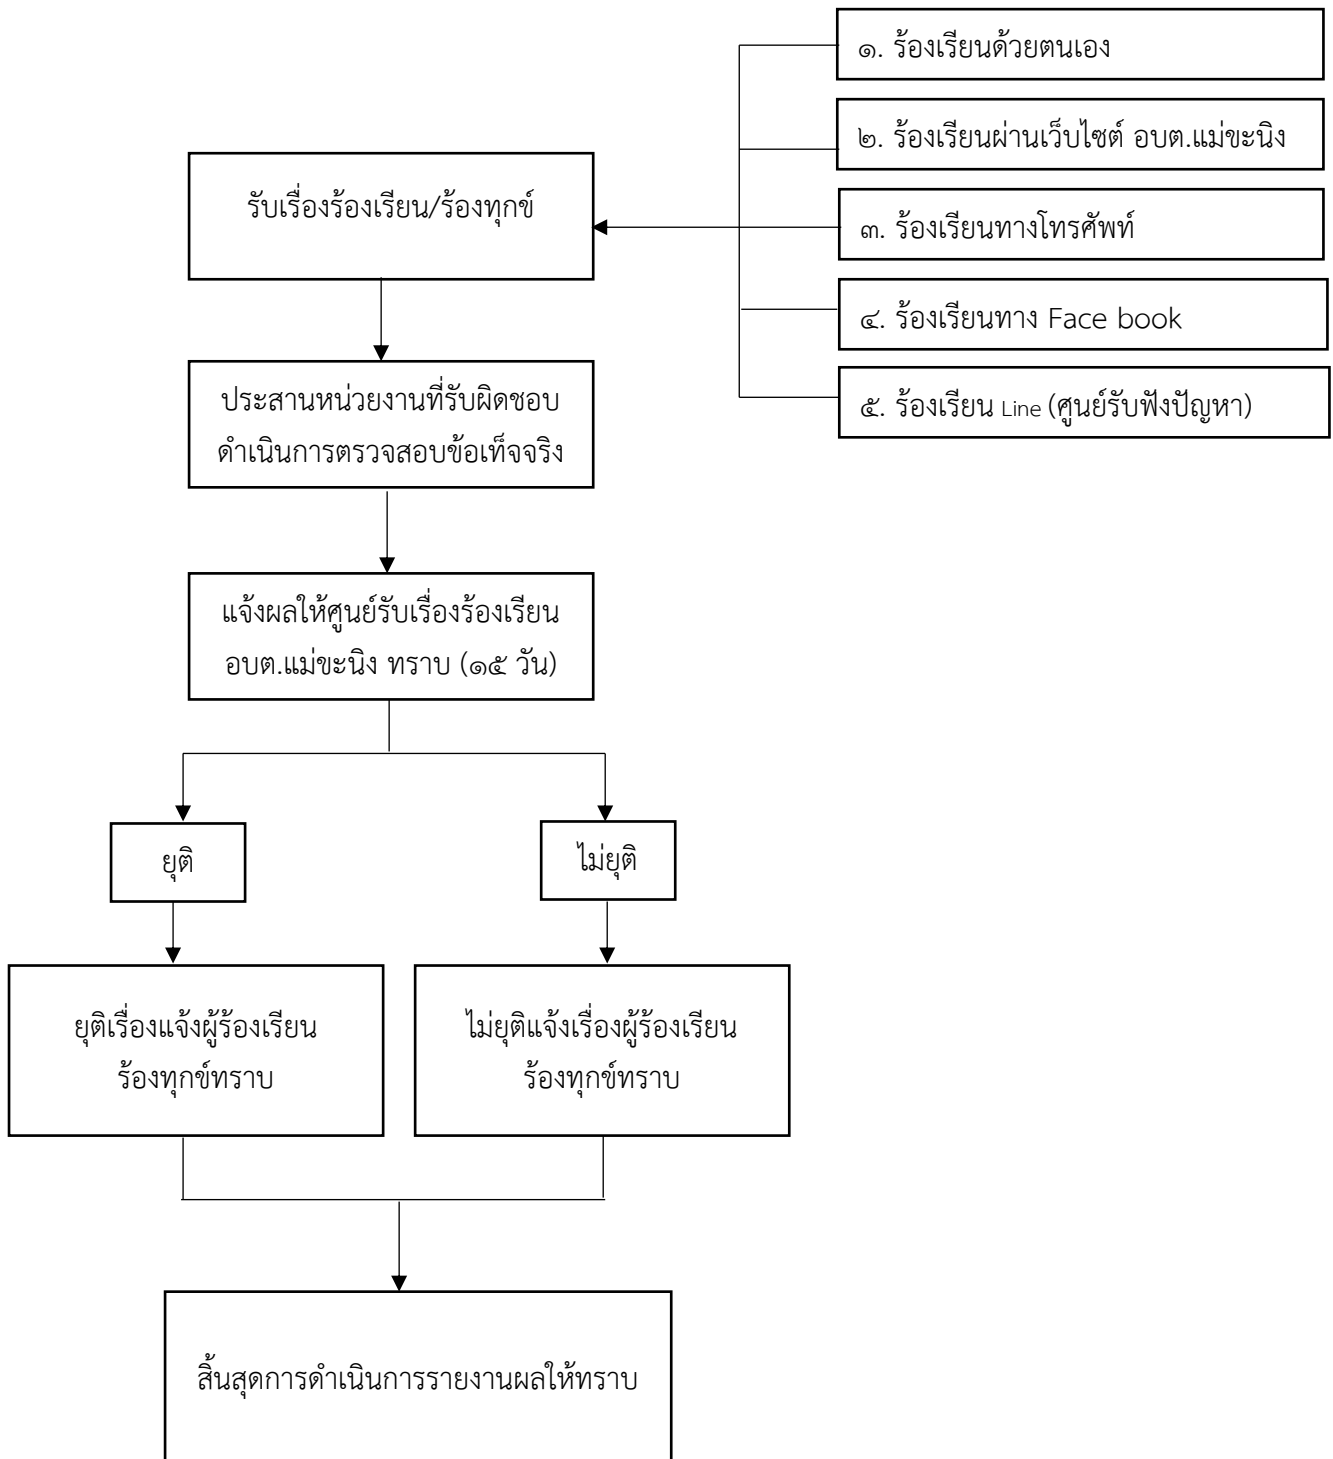 ๑. ร้องเรียนด้วยตนเอง
๒. ร้องเรียนผ่านเว็บไซต์ อบต.แม่ขะนิง
๓. ร้องเรียนทางโทรศัพท์
๔. ร้องเรียนทาง Face book
๕. ร้องเรียน Line (ศูนย์รับฟังปัญหา)
รับเรื่องร้องเรียน/ร้องทุกข์
ประสานหน่วยงานที่รับผิดชอบ
ดำเนินการตรวจสอบข้อเท็จจริง
แจ้งผลให้ศูนย์รับเรื่องร้องเรียน
อบต.แม่ขะนิง ทราบ (๑๕ วัน)
ยุติ
ไม่ยุติ
ยุติเรื่องแจ้งผู้ร้องเรียน
ร้องทุกข์ทราบ
ไม่ยุติแจ้งเรื่องผู้ร้องเรียน
ร้องทุกข์ทราบ
สิ้นสุดการดำเนินการรายงานผลให้ทราบ